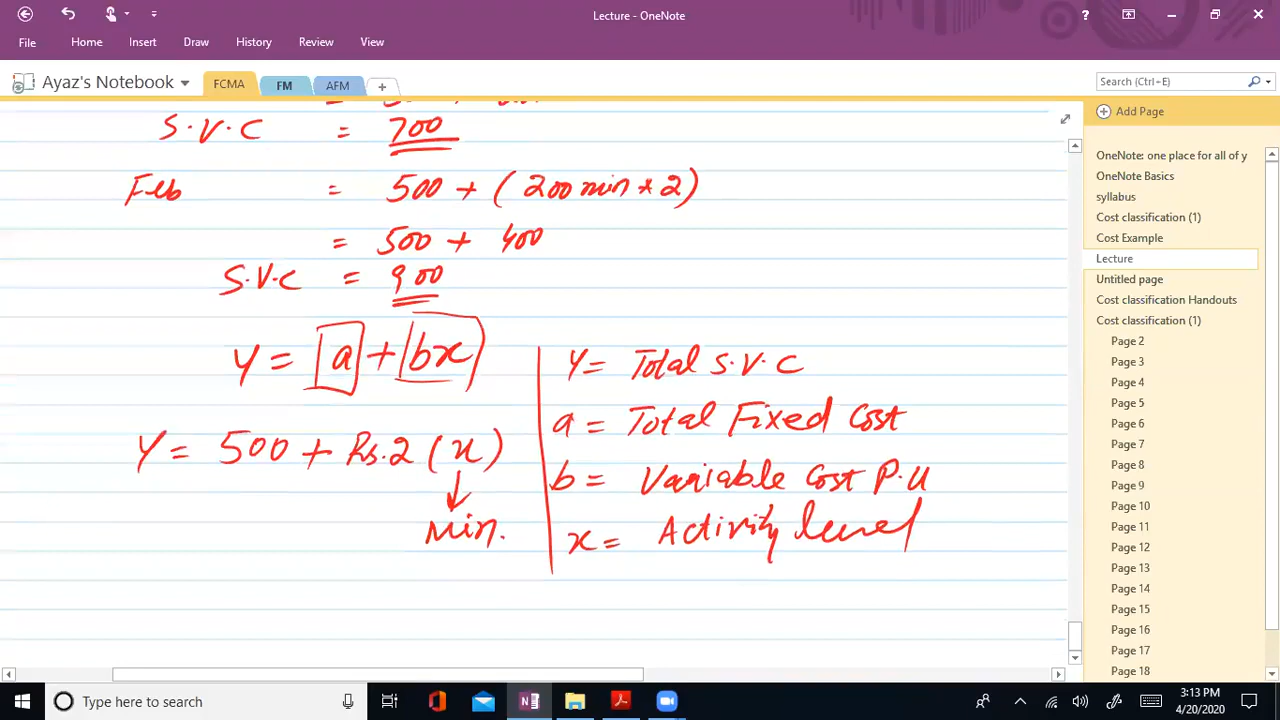 Lecture - OneNote
File Home Insert Draw History Review View
Ayaz's Notebook FCMA FM AFM
Search (Ctrl+E)
S.V.C = 700
Feb = 500 + ( 200 min * 2)
= 500 + 400
S.V.C = 900
Y = a + bx
Y = 500 + Rs.2 ( x )
Min.
Y = Total S.V.C
a = Total Fixed Cost
b = Variable Cost P.U
x = Activity level
Add Page
OneNote: one place for all of y
OneNote Basics
syllabus
Cost classification (1)
Cost Example
Lecture
Untitled page
Cost classification Handouts
Cost classification (1)
Page 2
Page 3
Page 4
Page 5
Page 6
Page 7
Page 8
Page 9
Page 10
Page 11
Page 12
Page 13
Page 14
Page 15
Page 16
Page 17
Page 18
Type here to search
3:13 PM
4/20/2020